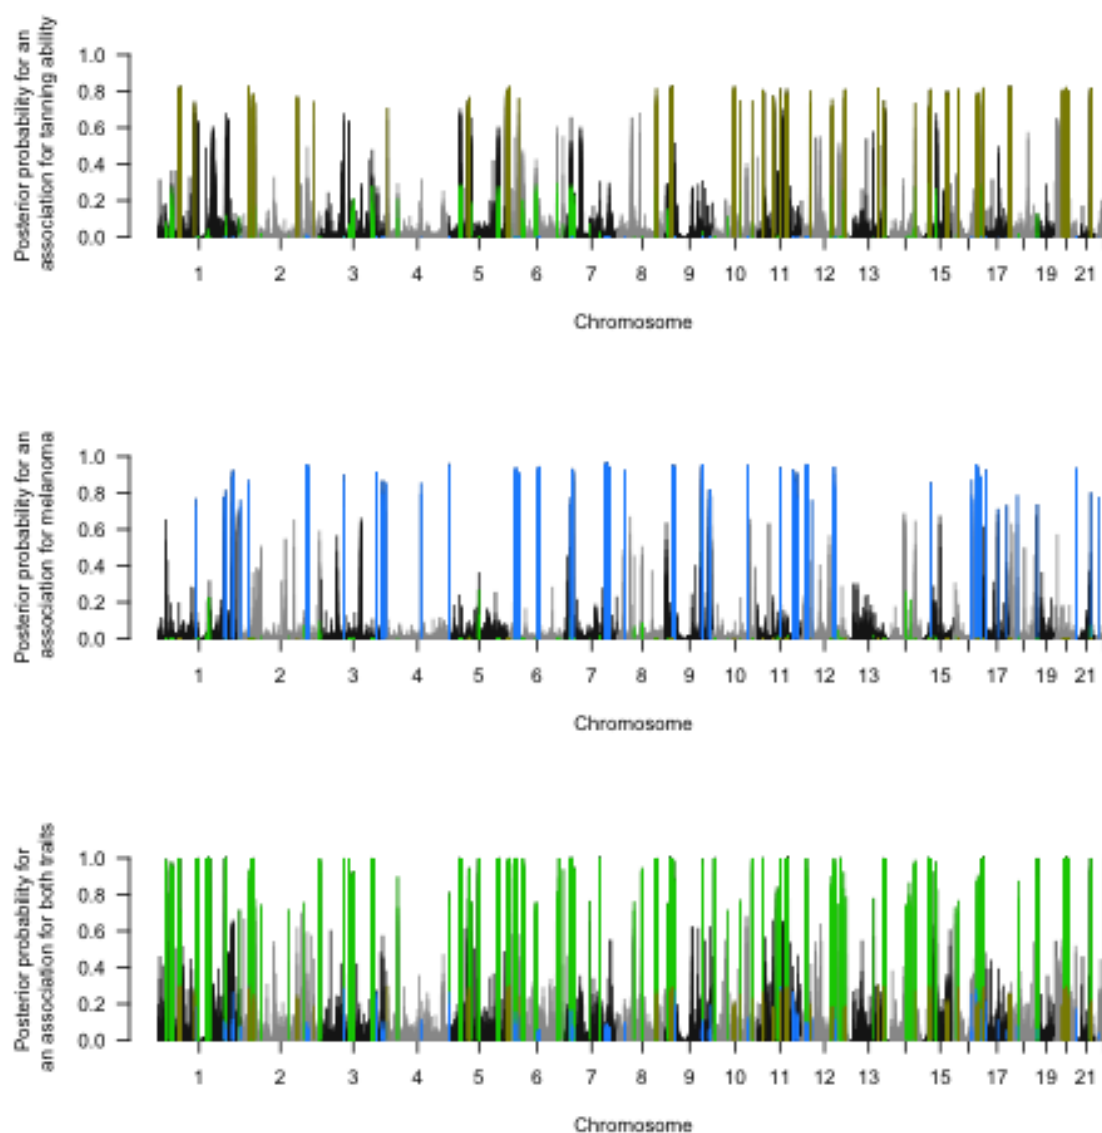 Posterior probability for an
association for tanning ability
1.0
0.8
0.6
0.4
0.2
0.0
1 2 3 4 5 6 7 8 9 10 11 12 13 15 17 19 21
Chromosome
Posterior probability for an
association for melanoma
1.0
0.8
0.6
0.4
0.2
0.0
1 2 3 4 5 6 7 8 9 10 11 12 13 15 17 19 21
Chromosome
Posterior probability for
an association for both traits
1.0
0.8
0.6
0.4
0.2
0.0
1 2 3 4 5 6 7 8 9 10 11 12 13 15 17 19 21
Chromosome